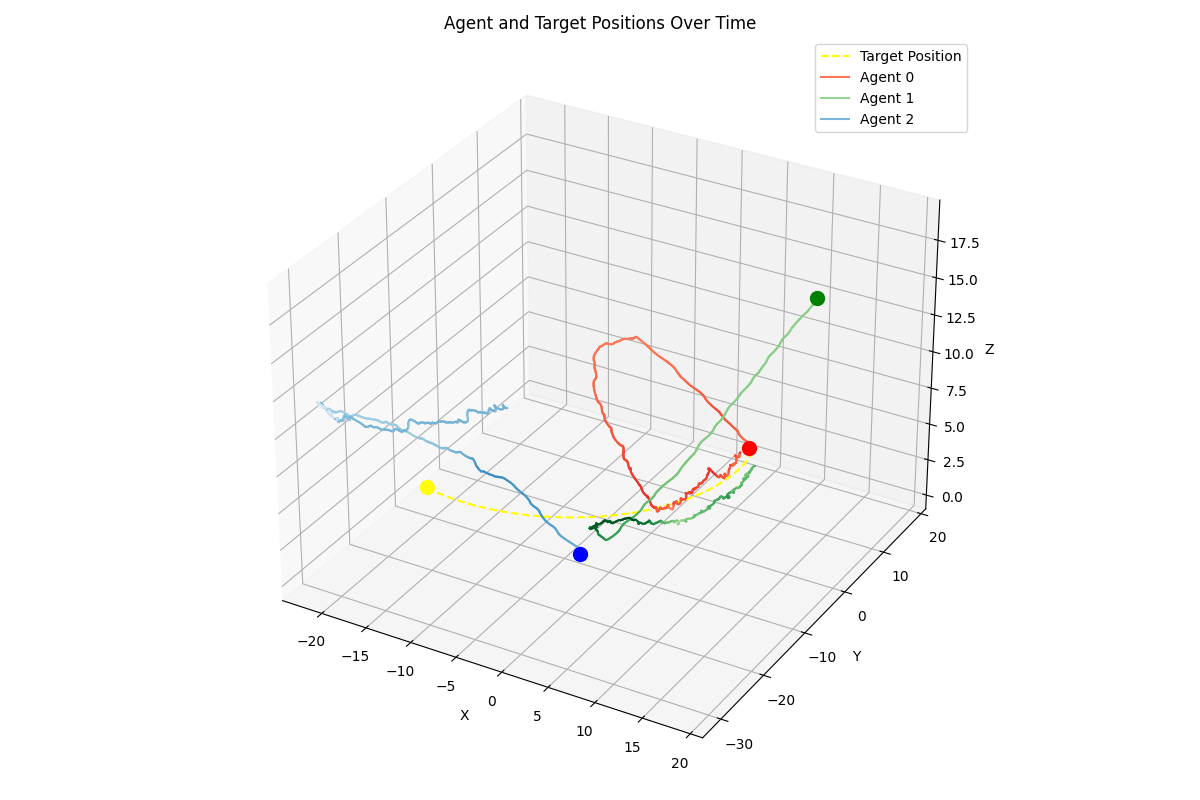 Agent and Target Positions Over Time
Target Position
Agent 0
Agent 1
Agent 2
17.5
15.0
12.5
10.0
7.5
5.0
2.5
0.0
Z
20
10
0
−10
−20
−30
Y
−20
−15
−10
−5
0
5
10
15
20
X